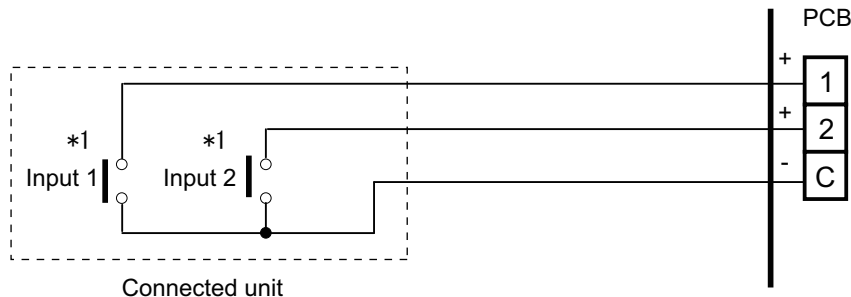 PCB
+
1
+
2
-
C
*1
*1
Input 1
Input 2
Connected unit